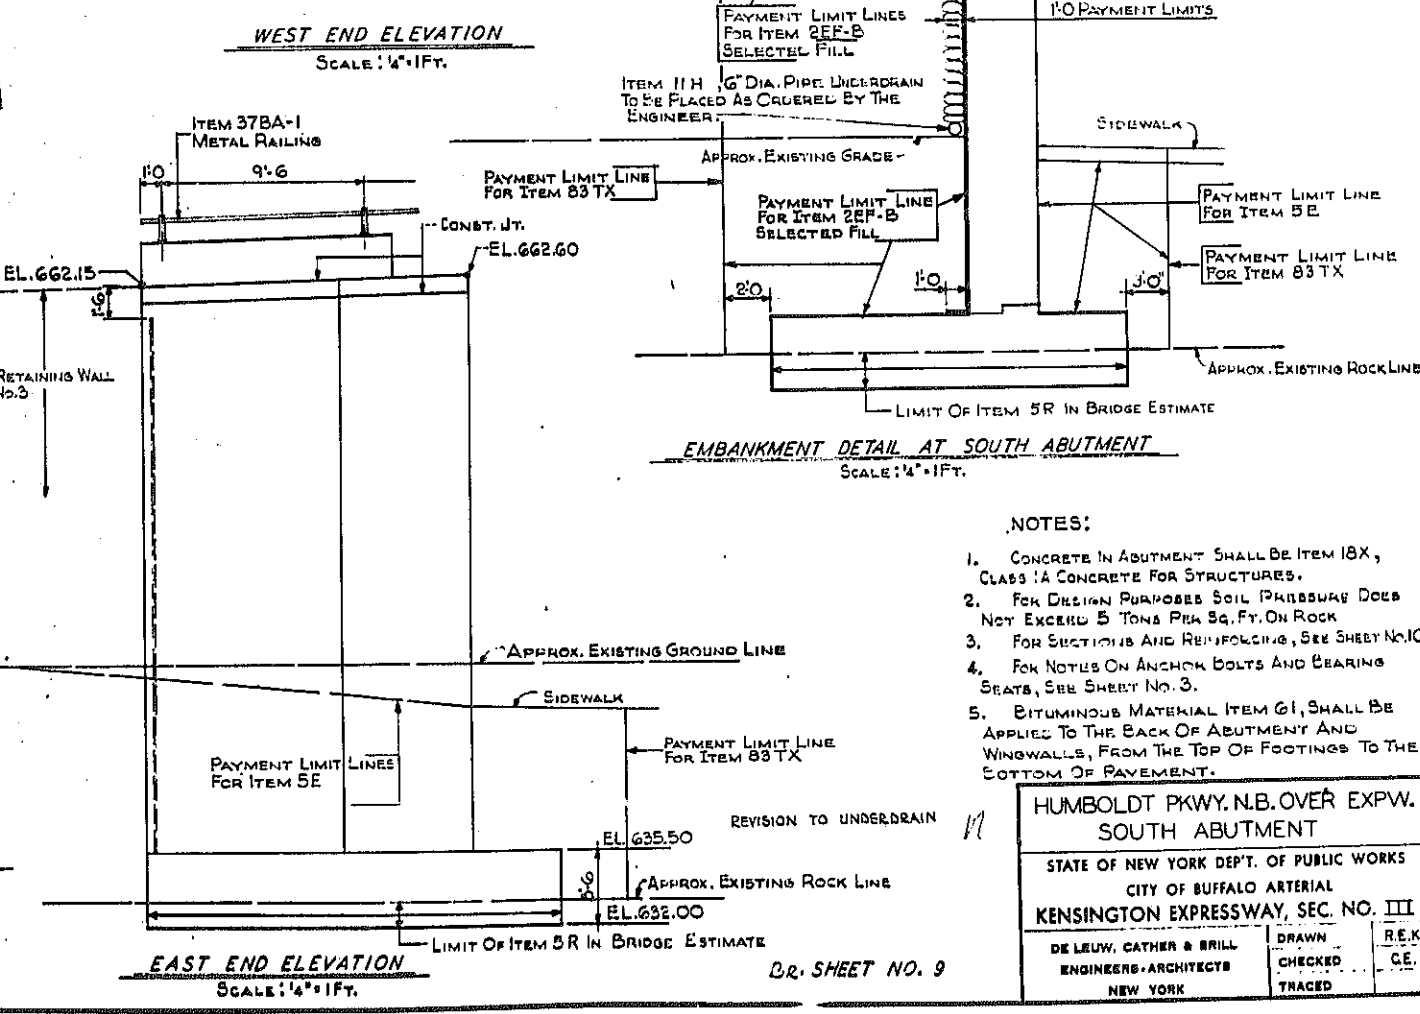 WEST END ELEVATION
SCALE: 1/4"=1FT.
ITEM 37BA-1
METAL RAILING
1'-0
9'-6
CONST. JT.
EL. 662.60
EL. 662.15
2'-6
RETAINING WALL
No.3
APPROX. EXISTING GROUND LINE
SIDEWALK
PAYMENT LIMIT LINES
FOR ITEM 5E
PAYMENT LIMIT LINE
FOR ITEM 83TX
REVISION TO UNDERDRAIN
EL. 635.50
APPROX. EXISTING ROCK LINE
EL. 632.00
LIMIT OF ITEM 5R IN BRIDGE ESTIMATE
EAST END ELEVATION
SCALE: 1/4"=1FT.
BR. SHEET NO. 9
PAYMENT LIMIT LINES
FOR ITEM 2EF-B
SELECTED FILL
1'-0 PAYMENT LIMITS
ITEM 11H, 6" DIA. PIPE UNDERDRAIN
TO BE PLACED AS ORDERED BY THE
ENGINEER.
SIDEWALK
APPROX. EXISTING GRADE
PAYMENT LIMIT LINE
FOR ITEM 83TX
PAYMENT LIMIT LINE
FOR ITEM 2EF-B
SELECTED FILL
PAYMENT LIMIT LINE
FOR ITEM 5E
PAYMENT LIMIT LINE
FOR ITEM 83TX
2'-0
1'-0
3'-0"
APPROX. EXISTING ROCK LINE
LIMIT OF ITEM 5R IN BRIDGE ESTIMATE
EMBANKMENT DETAIL AT SOUTH ABUTMENT
SCALE: 1/4"=1FT.
NOTES:
1. CONCRETE IN ABUTMENT SHALL BE ITEM 18X,
CLASS 'A CONCRETE FOR STRUCTURES.
2. FOR DESIGN PURPOSES SOIL PRESSURE DOES
NOT EXCEED 5 TONS PER SQ. FT. ON ROCK
3. FOR SECTIONS AND REINFORCING, SEE SHEET No.10
4. FOR NOTES ON ANCHOR BOLTS AND BEARING
SEATS, SEE SHEET No. 3.
5. BITUMINOUS MATERIAL ITEM 61, SHALL BE
APPLIED TO THE BACK OF ABUTMENT AND
WINGWALLS, FROM THE TOP OF FOOTINGS TO THE
BOTTOM OF PAVEMENT.
HUMBOLDT PKWY. N.B. OVER EXPW.
SOUTH ABUTMENT
STATE OF NEW YORK DEP'T. OF PUBLIC WORKS
CITY OF BUFFALO ARTERIAL
KENSINGTON EXPRESSWAY, SEC. NO. III
DE LEUW, CATHER & BRILL
ENGINEERS-ARCHITECTS
NEW YORK
DRAWN R.E.K
CHECKED C.E.
TRACED